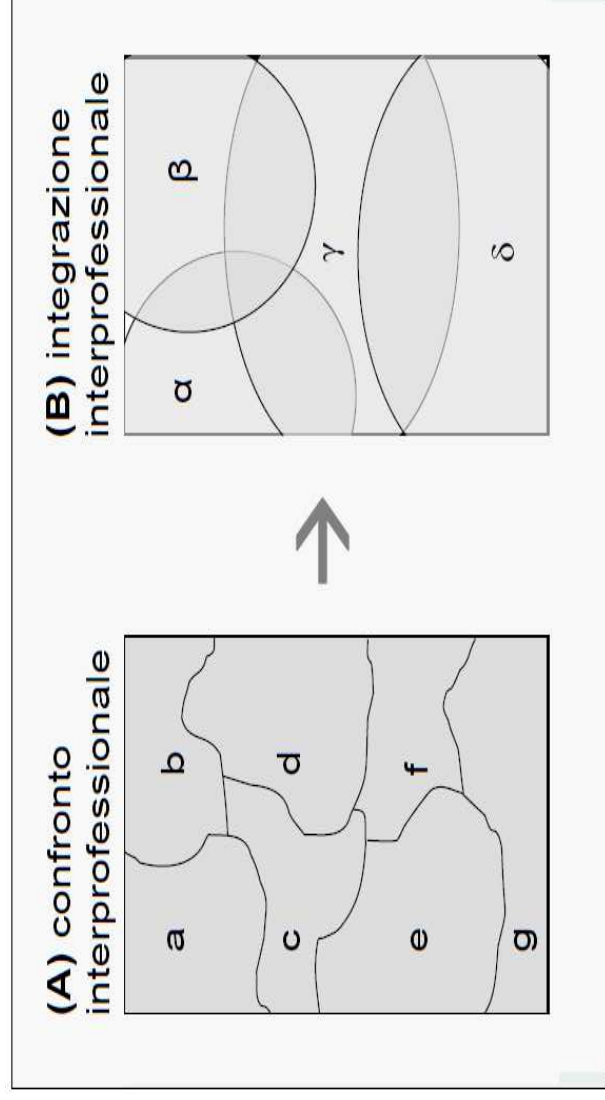 (A) confronto
interprofessionale
a
b
c
d
e
f
g
(B) integrazione
interprofessionale
α
β
γ
δ